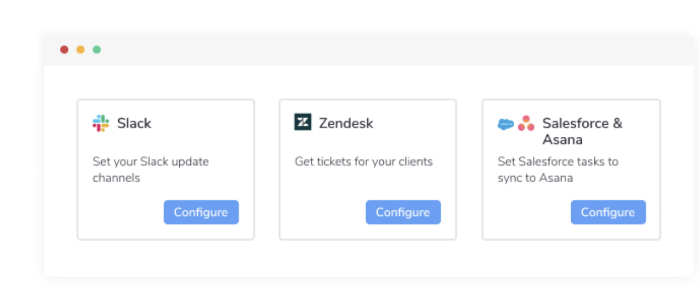 Slack
Set your Slack update
channels
Configure
Zendesk
Get tickets for your clients
Configure
Salesforce &
Asana
Set Salesforce tasks to
sync to Asana
Configure